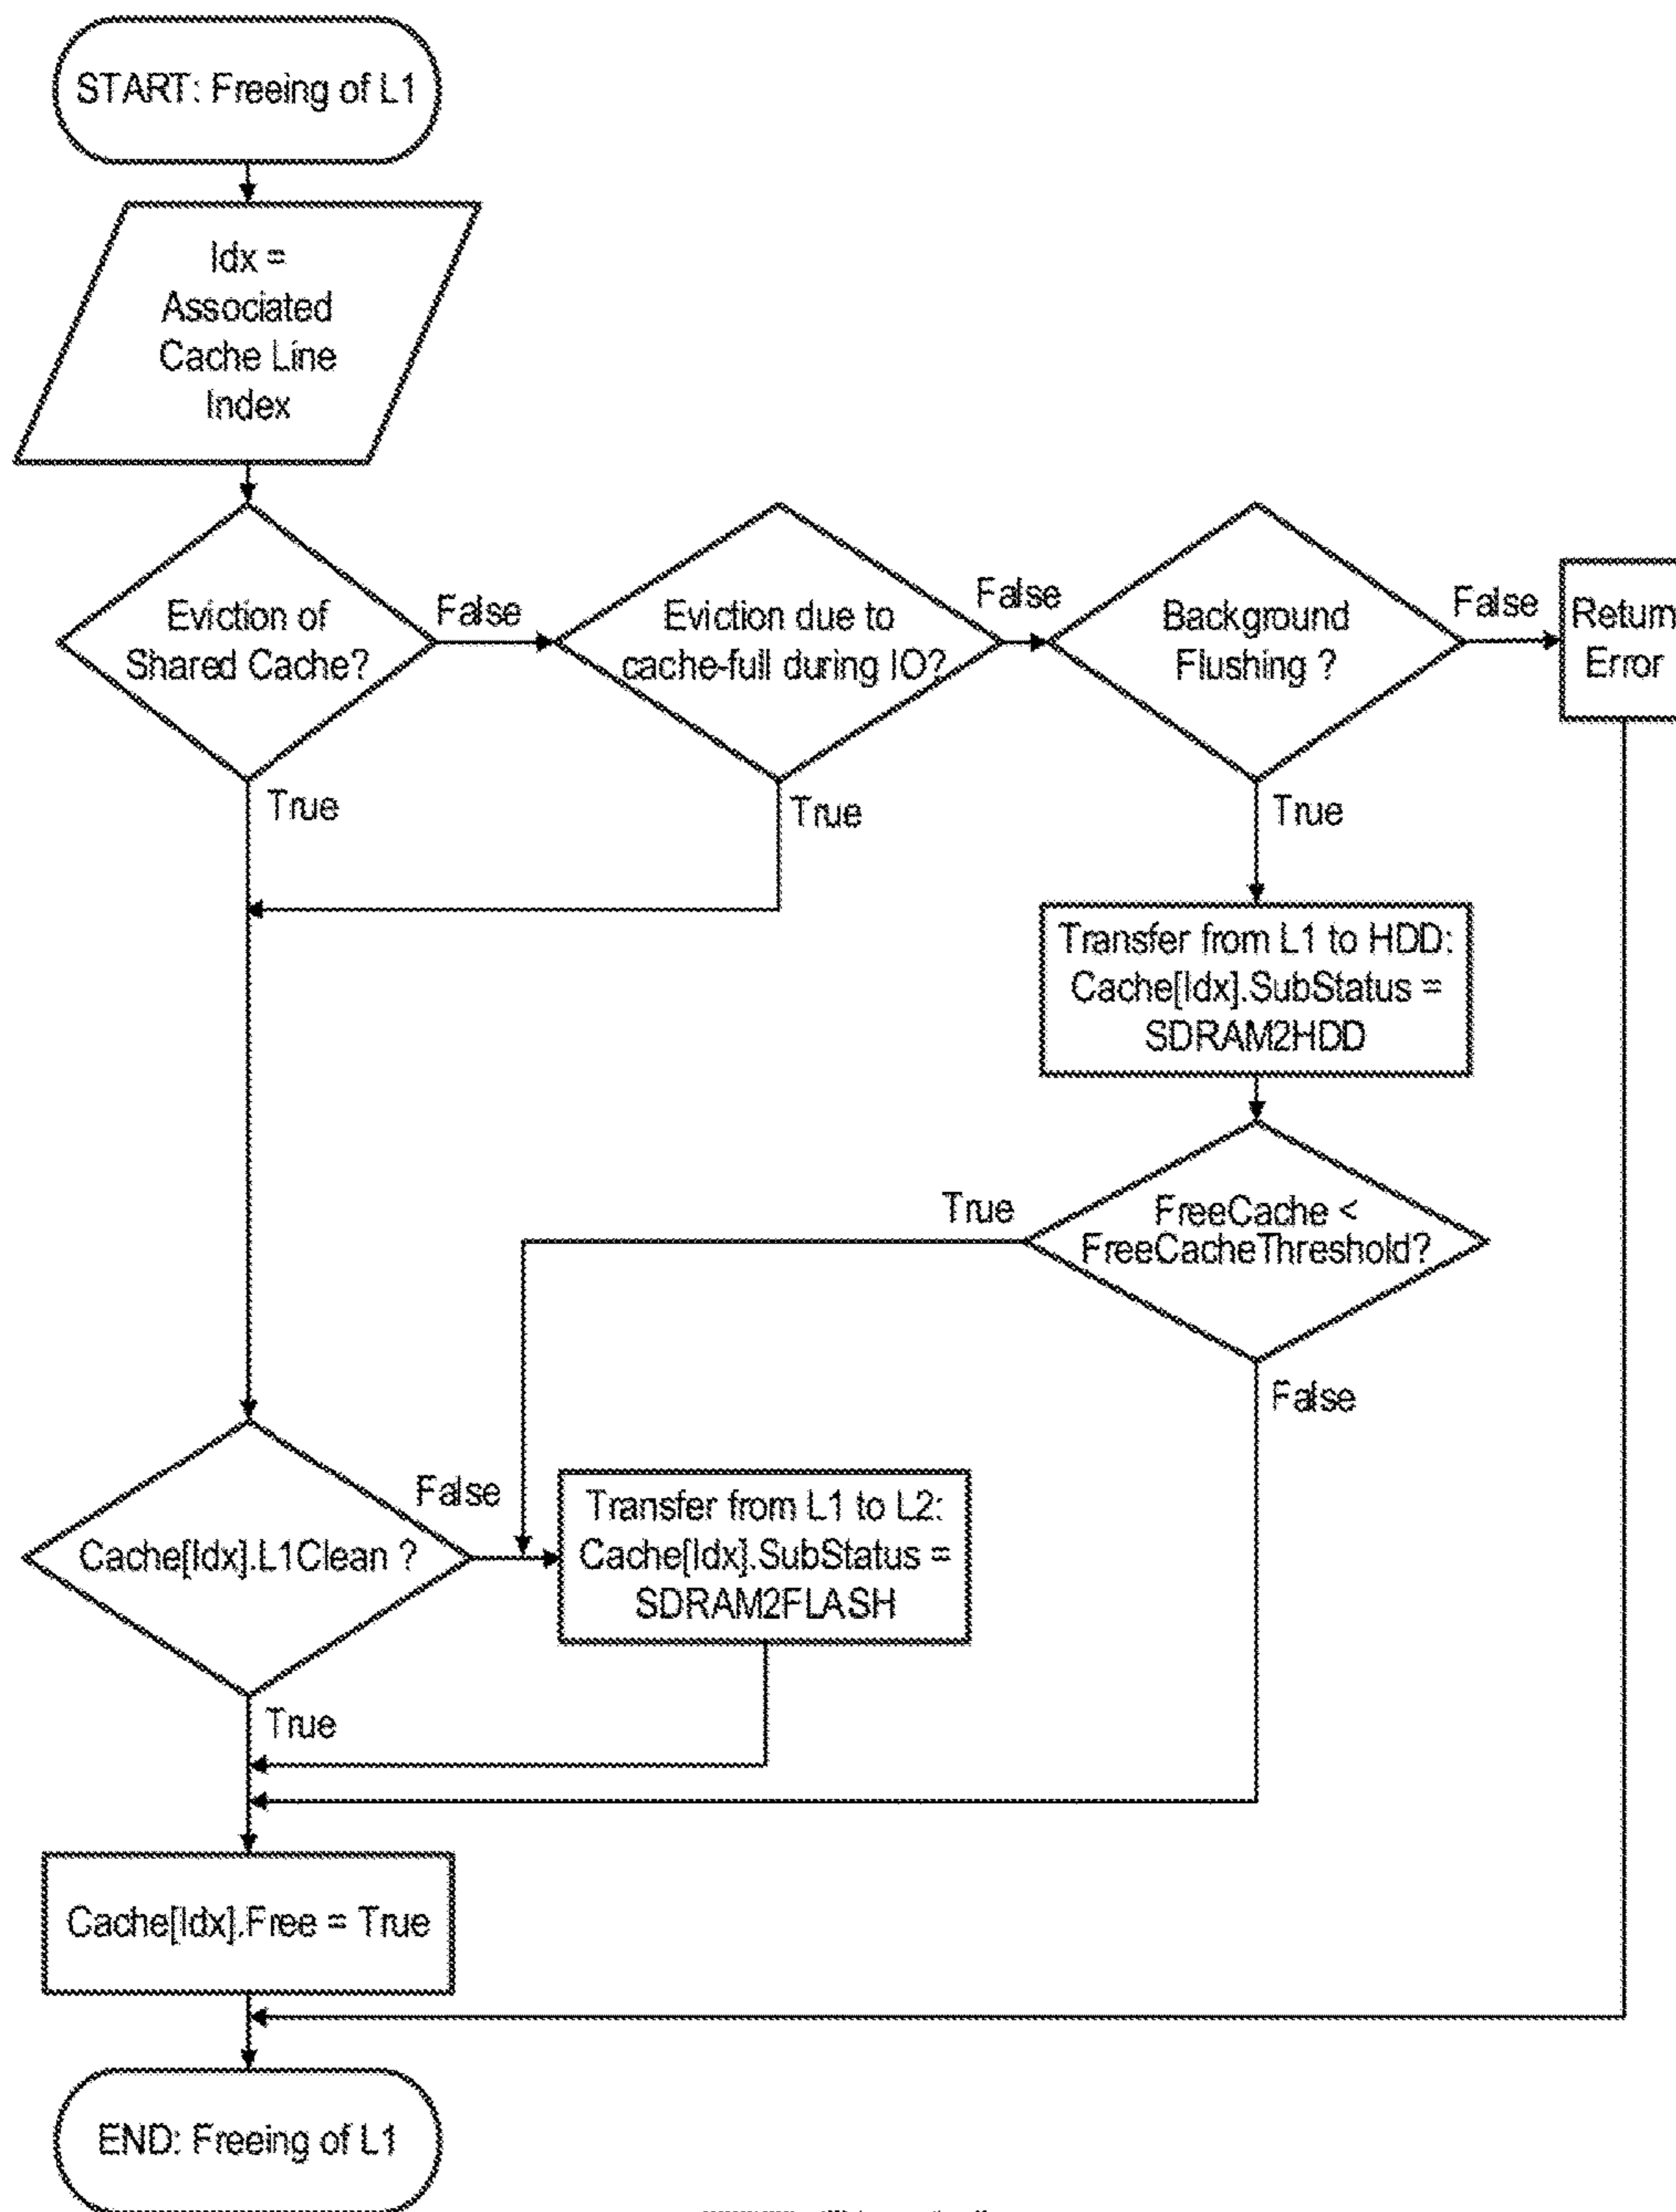 START: Freeing of L1
Idx =
Associated
Cache Line
Index
Eviction of
Shared Cache?
False
Eviction due to
cache-full during IO?
False
Background
Flushing ?
False
Return
Error
True
True
True
Transfer from L1 to HDD:
Cache[Idx].SubStatus =
SDRAM2HDD
True
FreeCache <
FreeCacheThreshold?
False
Cache[Idx].L1Clean ?
False
Transfer from L1 to L2:
Cache[Idx].SubStatus =
SDRAM2FLASH
True
Cache[Idx].Free = True
END: Freeing of L1